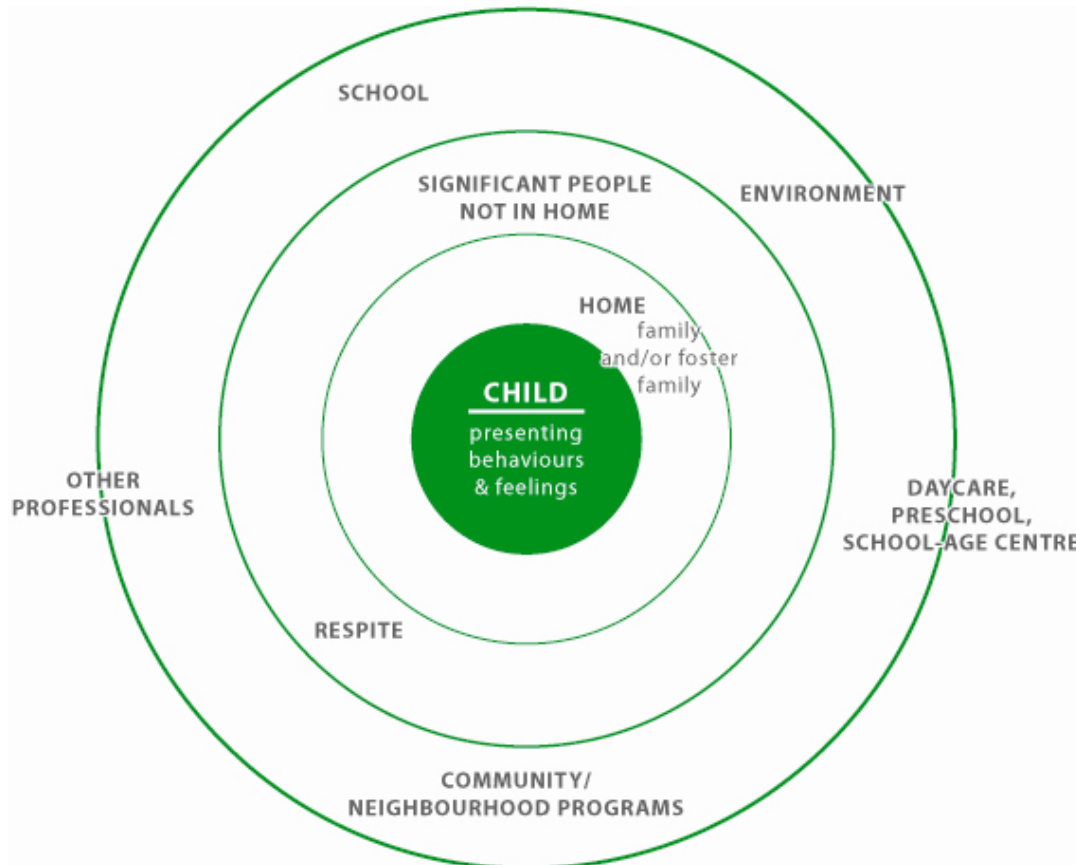 SCHOOL
SIGNIFICANT PEOPLE
NOT IN HOME
ENVIRONMENT
HOME
family
and/or foster
family
CHILD
presenting
behaviours
& feelings
OTHER
PROFESSIONALS
DAYCARE,
PRESCHOOL,
SCHOOL-AGE CENTRE
RESPITE
COMMUNITY/
NEIGHBOURHOOD PROGRAMS